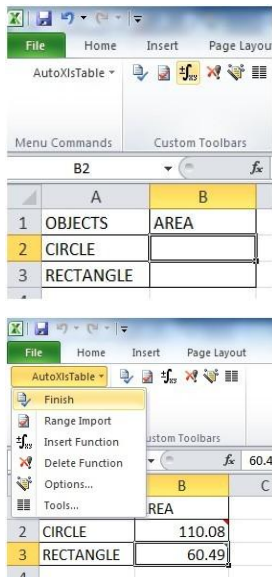 File Home Insert Page Layou
AutoXlsTable
Menu Commands Custom Toolbars
B2 fx
A B
1 OBJECTS AREA
2 CIRCLE
3 RECTANGLE
File Home Insert Page Layout
AutoXlsTable
Finish
Range Import
Insert Function
ustom Toolbars
Delete Function
fx 60.4
Options...
B C
Tools...
REA
2 CIRCLE 110.08
3 RECTANGLE 60.49